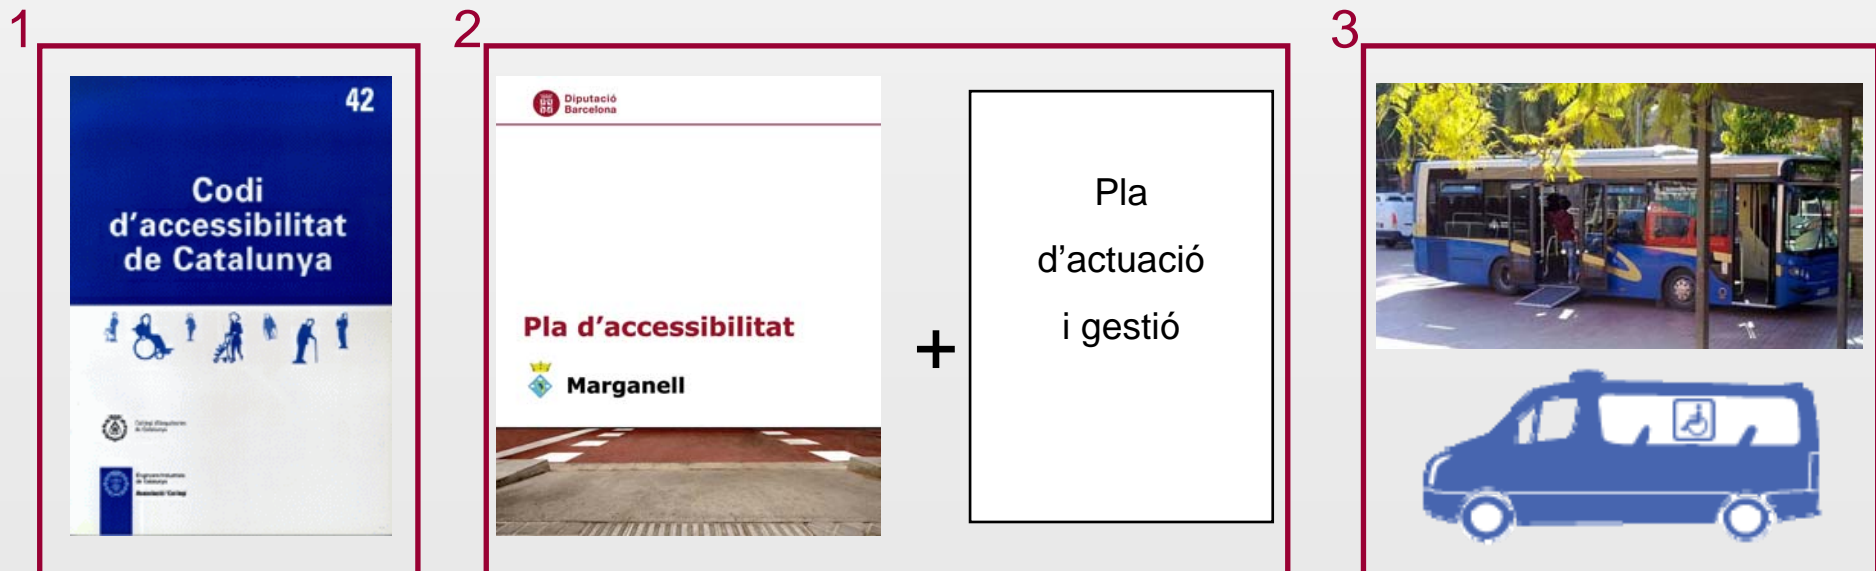 1
42
Codi
d'accessibilitat
de Catalunya
2
Diputació
Barcelona
Pla d'accessibilitat
Marganell
+
Pla
d'actuació
i gestió
3